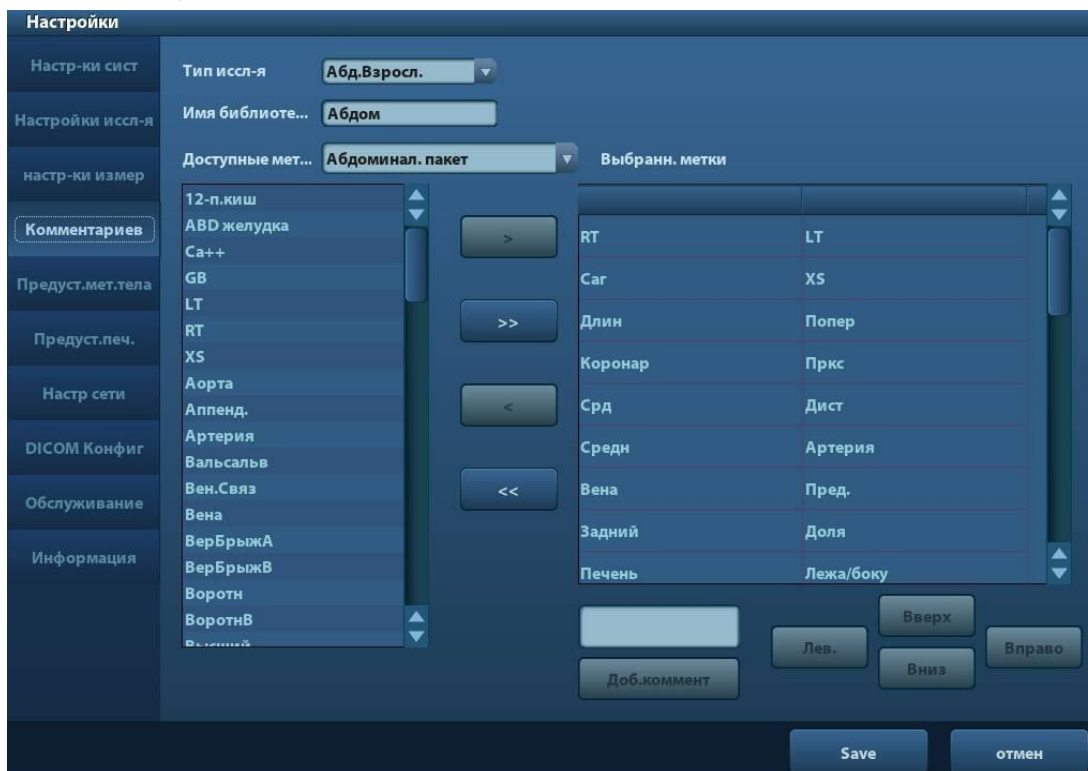 Настройки
Настр-ки сист
Настройки иссл-я
настр-ки измер
Комментариев
Предуст.мет.тела
Предуст.печ.
Настр сети
DICOM Конфиг
Обслуживание
Информация
Тип иссл-я Абд.Взросл.
Имя библиоте... Абдом
Доступные мет... Абдоминал. пакет Выбранн. метки
12-п.киш
ABD желудка
Ca++
GB
LT
RT
XS
Аорта
Аппенд.
Артерия
Вальсальв
Вен.Связ
Вена
ВерБрыжА
ВерБрыжВ
Воротн
ВоротнВ
Высший
>
>>
<
<<
RT LT
Саг XS
Длин Попер
Коронар Пркс
Срд Дист
Средн Артерия
Вена Пред.
Задний Доля
Печень Лежа/боку
Доб.коммент
Вверх
Лев. Вправо
Вниз
Save отмен